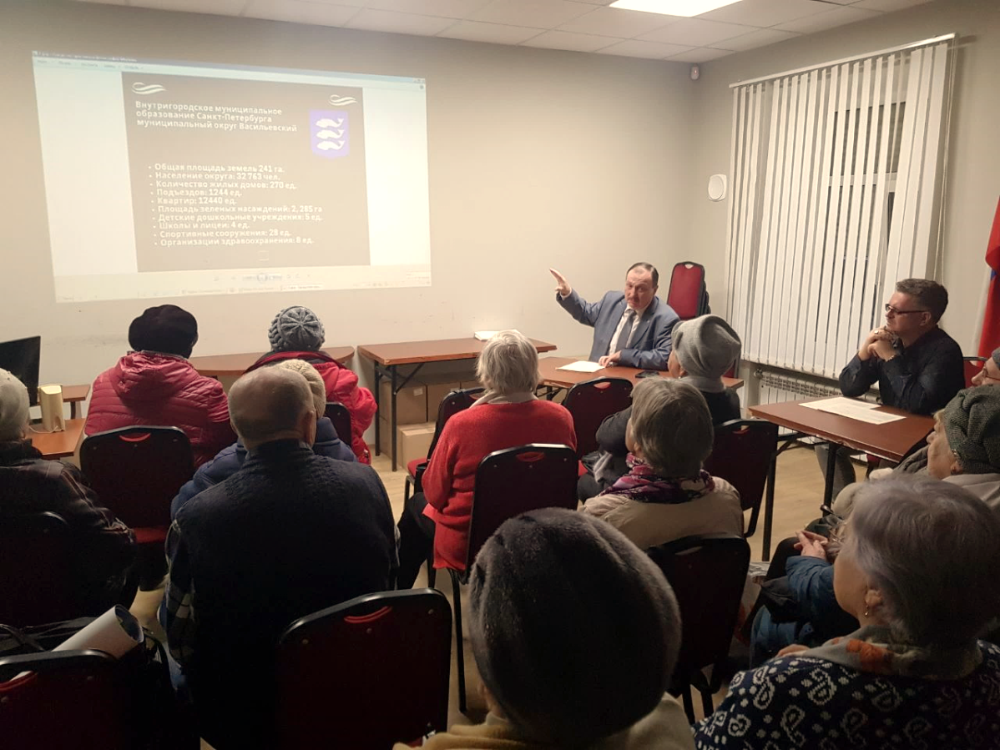 Внутригородское муниципальное
образование Санкт-Петербурга
муниципальный округ Васильевский
• Общая площадь земель 241 га.
• Население округа: 32 763 чел.
• Количество жилых домов: 270 ед.
• Подъездов: 1244 ед.
• Квартир: 12440 ед.
• Площадь зеленых насаждений: 2, 285 га
• Детские дошкольные учреждения: 5 ед.
• Школы и лицеи: 4 ед.
• Спортивные сооружения: 29 ед.
• Организации здравоохранения: 8 ед.